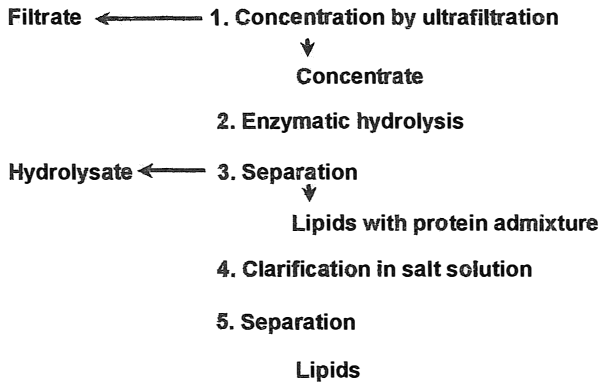 Filtrate 1. Concentration by ultrafiltration
Concentrate
2. Enzymatic hydrolysis
Hydrolysate 3. Separation
Lipids with protein admixture
4. Clarification in salt solution
5. Separation
Lipids